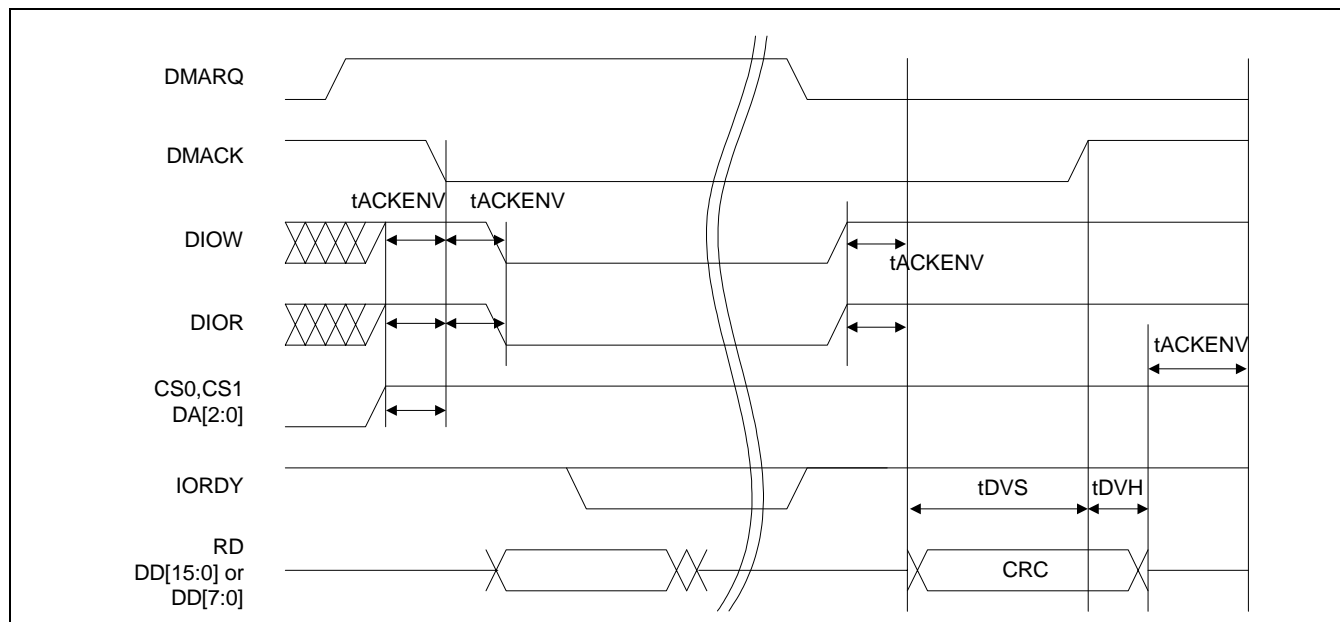 DMARQ
DMACK
tACKENV tACKENV
DIOW
tACKENV
DIOR
tACKENV
CS0,CS1
DA[2:0]
IORDY
tDVS tDVH
RD
DD[15:0] or
DD[7:0]
CRC